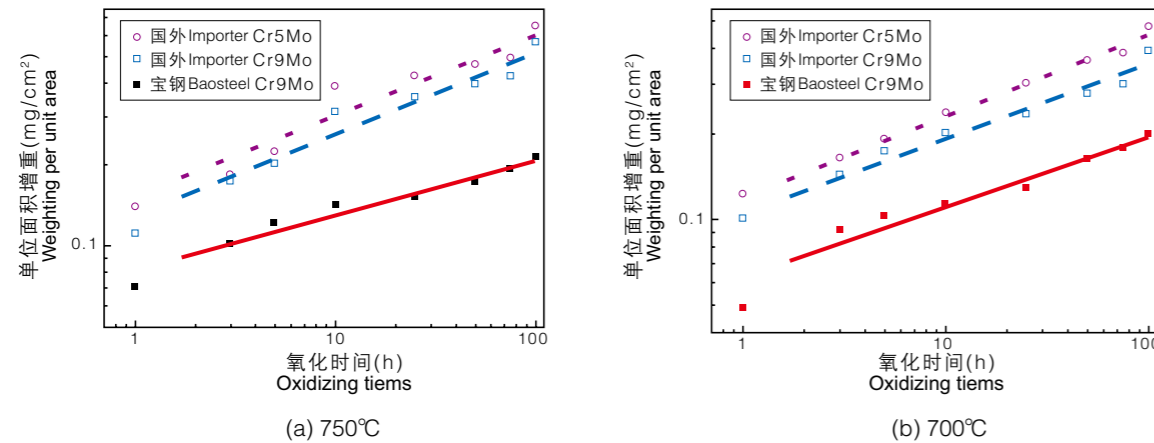 国外Importer Cr5Mo
国外Importer Cr9Mo
宝钢Baosteel Cr9Mo
单位面积增重(mg/cm²)
Weighting per unit area
0.1
1
10
100
氧化时间(h)
Oxidizing tiems
(a) 750℃
国外Importer Cr5Mo
国外Importer Cr9Mo
宝钢Baosteel Cr9Mo
单位面积增重(mg/cm²)
Weighting per unit area
0.1
1
10
100
氧化时间(h)
Oxidizing tiems
(b) 700℃